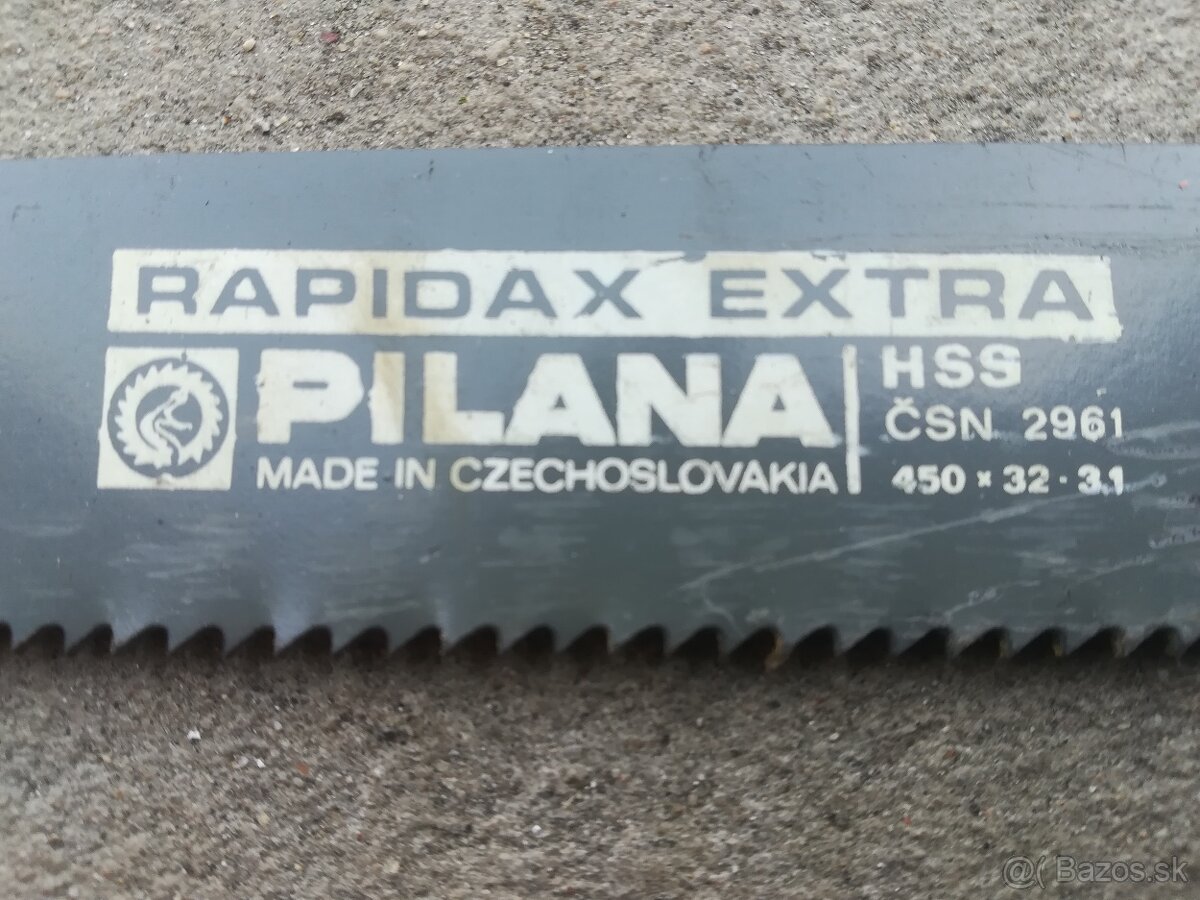 RAPIDAX EXTRA
PILANA
MADE IN CZECHOSLOVAKIA
HSS
ČSN 2961
450 × 32 · 3,1
@( Bazos.sk